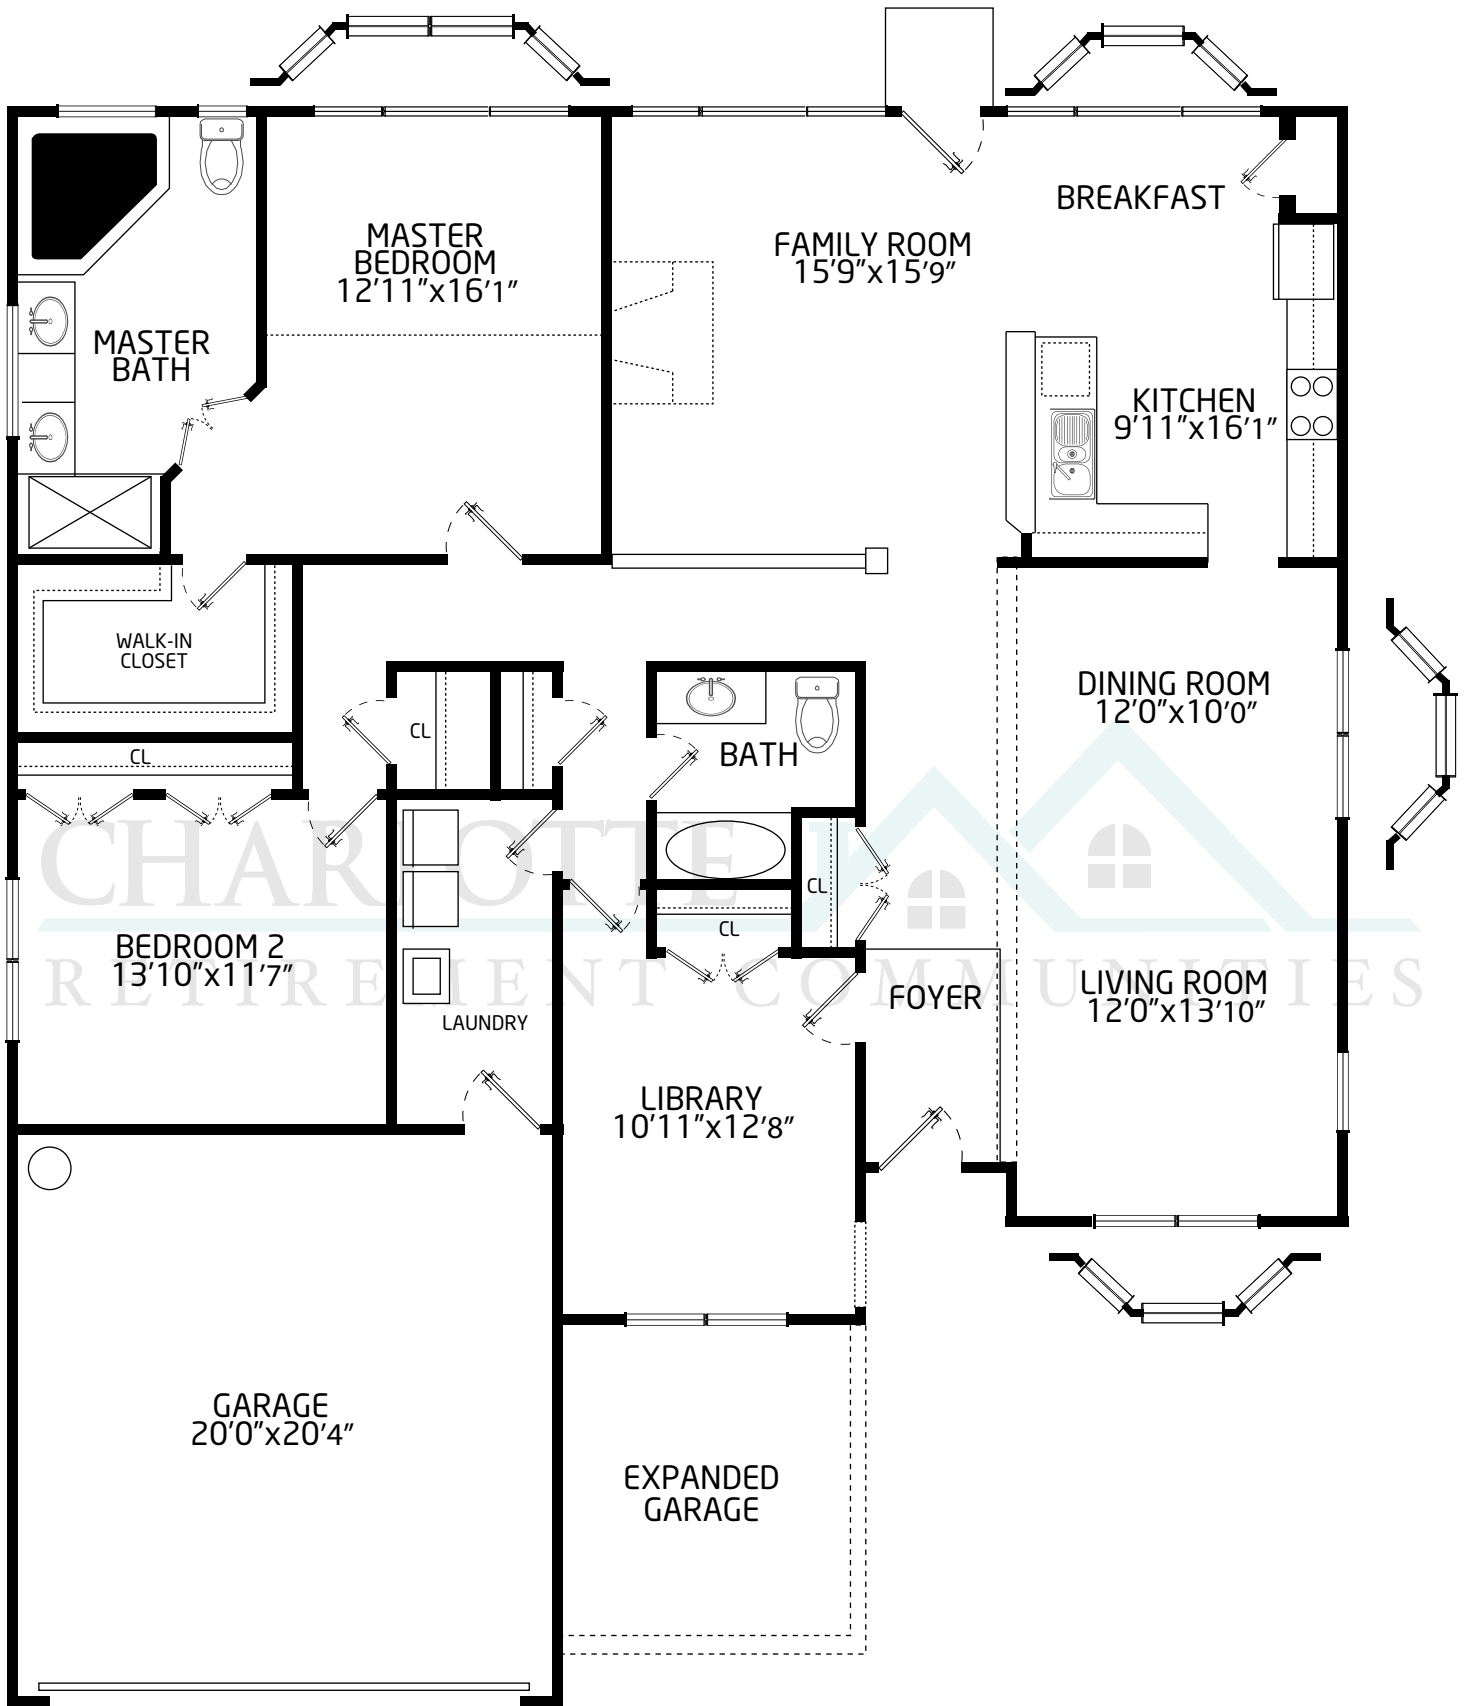 BREAKFAST
MASTER
BEDROOM
12'11"x16'1"
FAMILY ROOM
15'9"x15'9"
MASTER
BATH
KITCHEN
9'11"x16'1"
WALK-IN
CLOSET
DINING ROOM
12'0"x10'0"
CL
CL
BATH
CHARLOTTE
CL
CL
BEDROOM 2
13'10"x11'7"
RETIREMENT COMMUNITIES
FOYER
LIVING ROOM
12'0"x13'10"
LAUNDRY
LIBRARY
10'11"x12'8"
GARAGE
20'0"x20'4"
EXPANDED
GARAGE